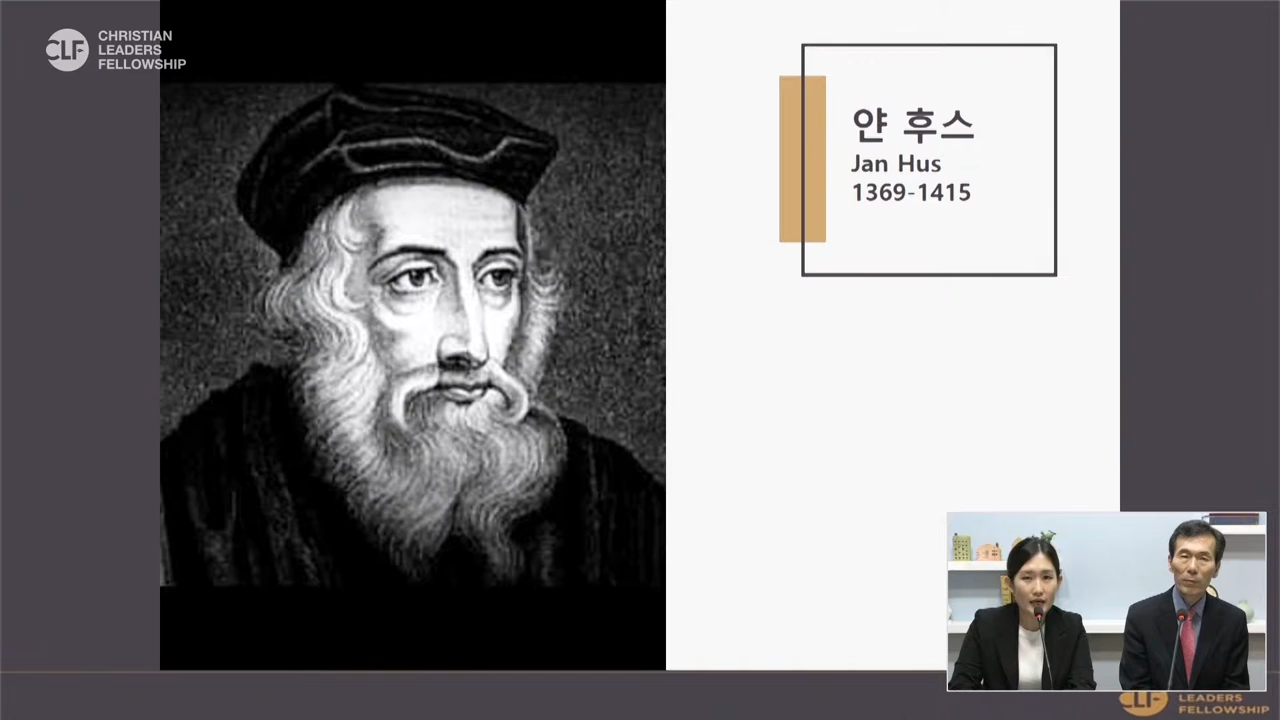 CLF
CHRISTIAN
LEADERS
FELLOWSHIP
얀 후스
Jan Hus
1369-1415
CLF
LEADERS
FELLOWSHIP